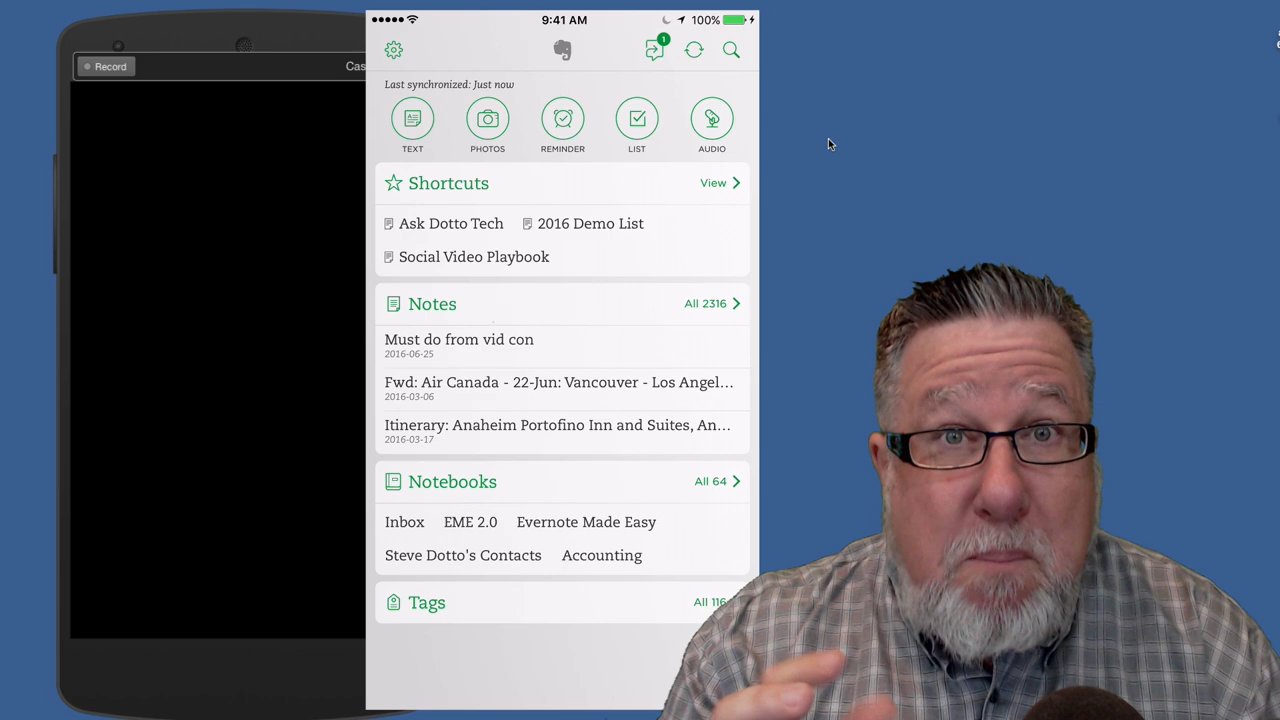 Record
Cas
9:41 AM
100%
1
Last synchronized: Just now
TEXT
PHOTOS
REMINDER
LIST
AUDIO
Shortcuts
View
Ask Dotto Tech
2016 Demo List
Social Video Playbook
Notes
All 2316
Must do from vid con
2016-06-25
Fwd: Air Canada - 22-Jun: Vancouver - Los Angel...
2016-03-06
Itinerary: Anaheim Portofino Inn and Suites, An...
2016-03-17
Notebooks
All 64
Inbox EME 2.0 Evernote Made Easy
Steve Dotto's Contacts Accounting
Tags
All 116